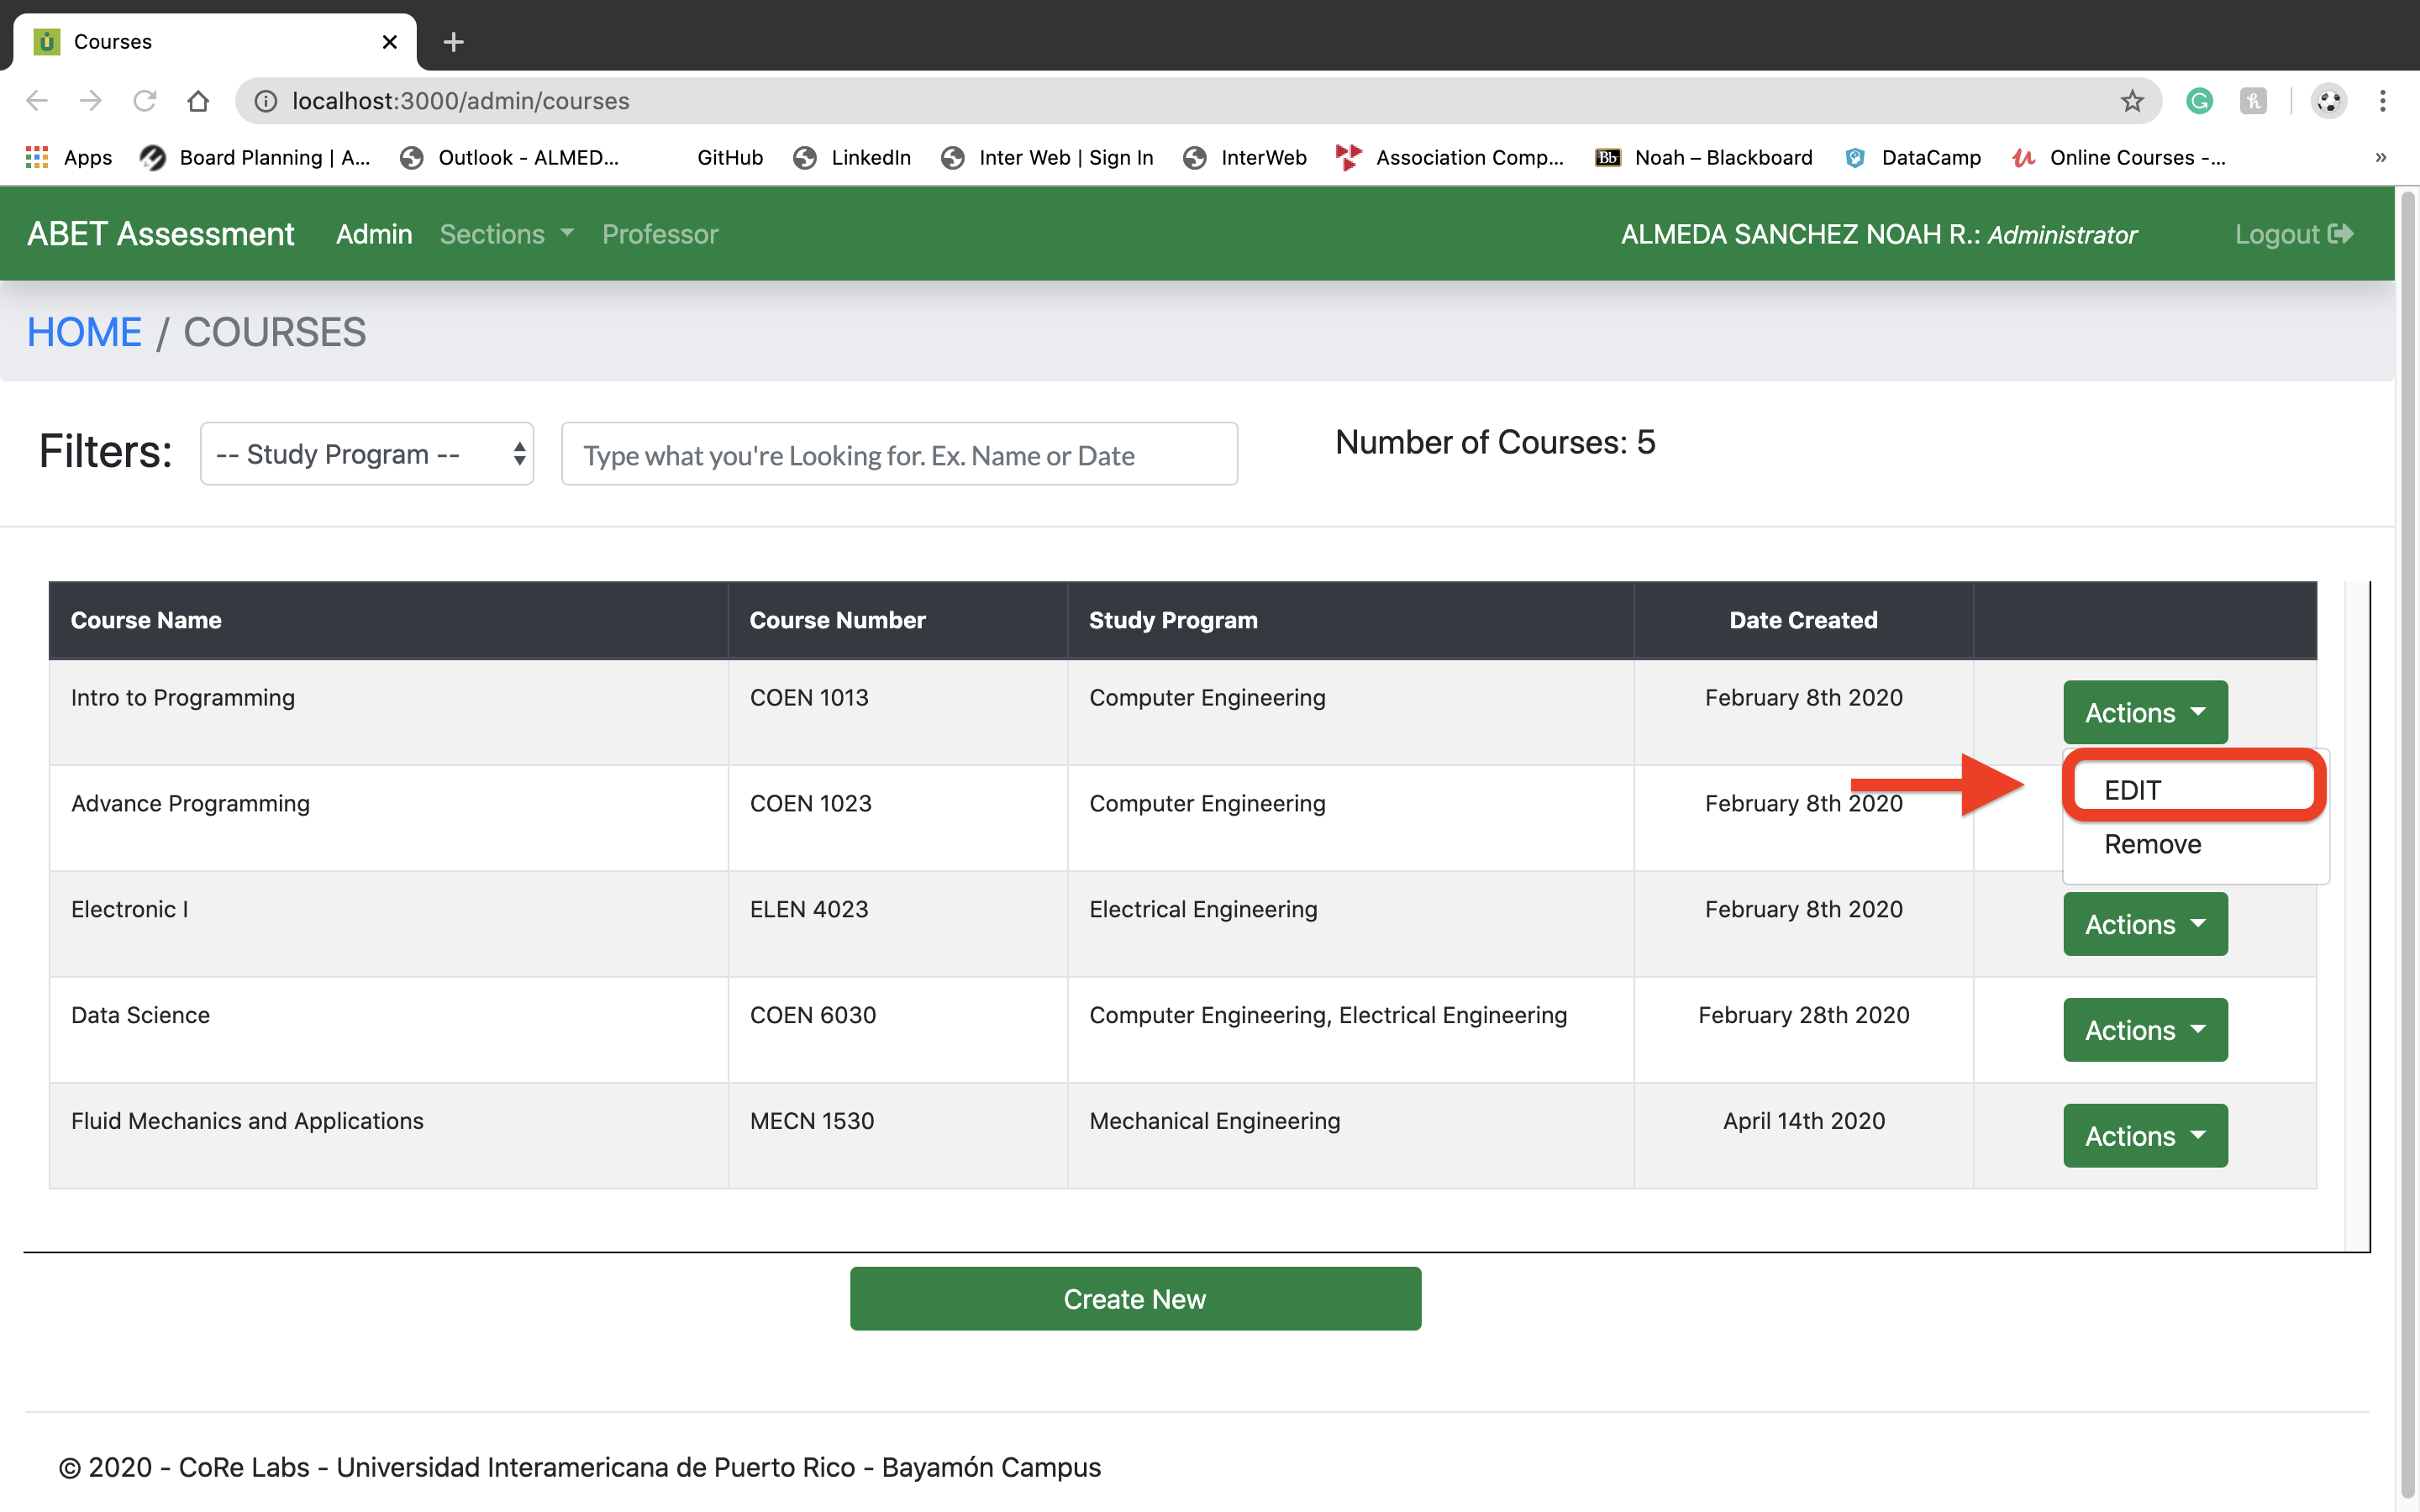 Courses
localhost:3000/admin/courses
Apps Board Planning | A... Outlook - ALMED... GitHub LinkedIn Inter Web | Sign In InterWeb Association Comp... Bb Noah – Blackboard DataCamp Online Courses -... »
ABET Assessment Admin Sections Professor ALMEDA SANCHEZ NOAH R.: Administrator Logout
HOME / COURSES
Filters: -- Study Program -- Type what you're Looking for. Ex. Name or Date Number of Courses: 5
Course Name Course Number Study Program Date Created
Intro to Programming COEN 1013 Computer Engineering February 8th 2020 Actions
EDIT
Advance Programming COEN 1023 Computer Engineering February 8th 2020
Remove
Electronic I ELEN 4023 Electrical Engineering February 8th 2020 Actions
Data Science COEN 6030 Computer Engineering, Electrical Engineering February 28th 2020 Actions
Fluid Mechanics and Applications MECN 1530 Mechanical Engineering April 14th 2020 Actions
Create New
© 2020 - CoRe Labs - Universidad Interamericana de Puerto Rico - Bayamón Campus